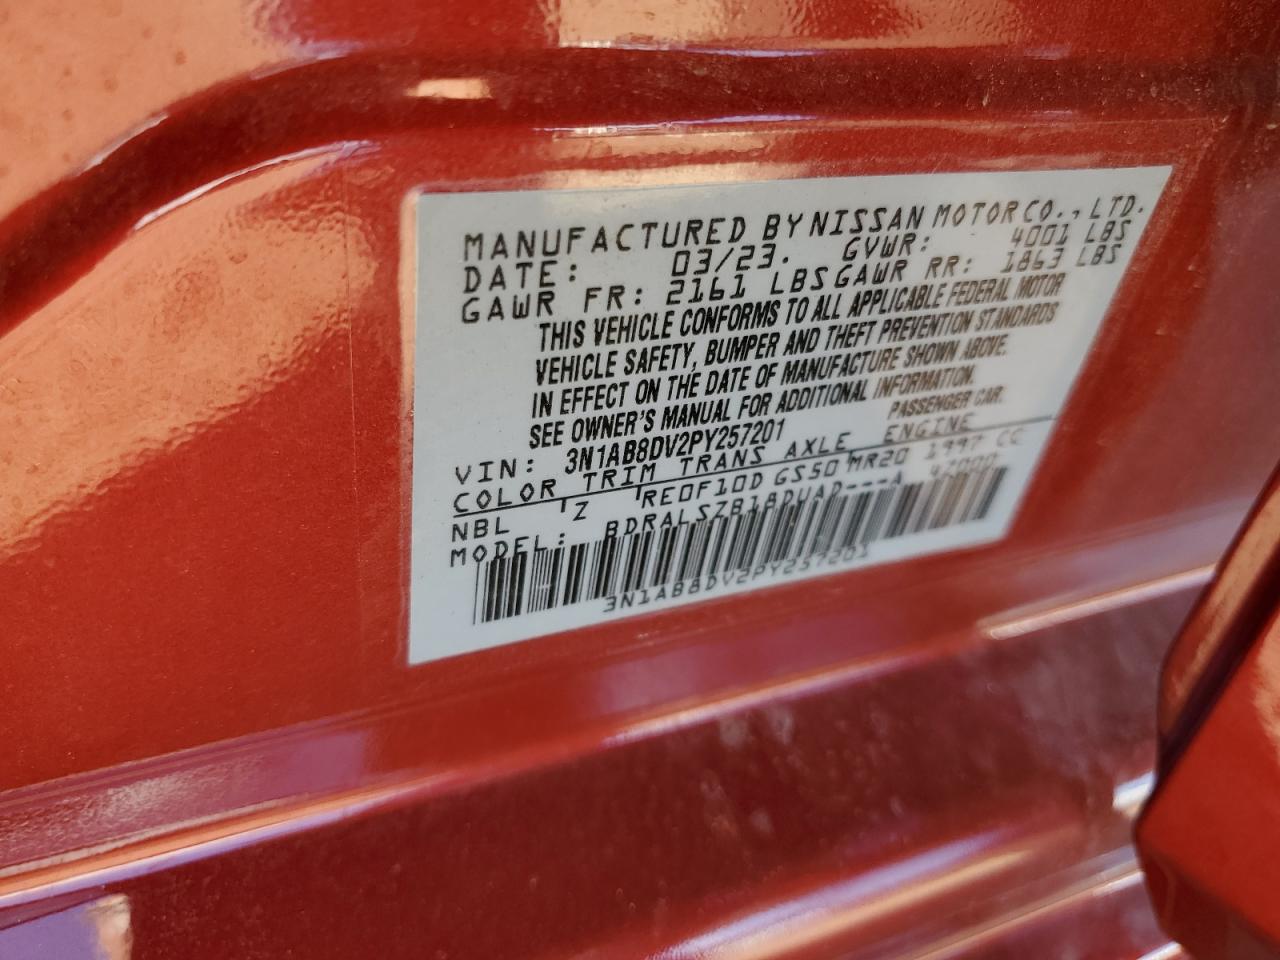 MANUFACTURED BY NISSAN MOTOR CO., LTD.
DATE: 03/23. GVWR: 4001 LBS
GAWR FR: 2161 LBS GAWR RR: 1863 LBS
THIS VEHICLE CONFORMS TO ALL APPLICABLE FEDERAL MOTOR
VEHICLE SAFETY, BUMPER AND THEFT PREVENTION STANDARDS
IN EFFECT ON THE DATE OF MANUFACTURE SHOWN ABOVE.
SEE OWNER'S MANUAL FOR ADDITIONAL INFORMATION.
VIN: 3N1AB8DV2PY257201 PASSENGER CAR.
COLOR TRIM TRANS AXLE ENGINE
NBL Z RE0F10D GS50 MR20 1997 CC
MODEL: BDRALSZB18DUAD---A 42000
3N1AB8DV2PY257201